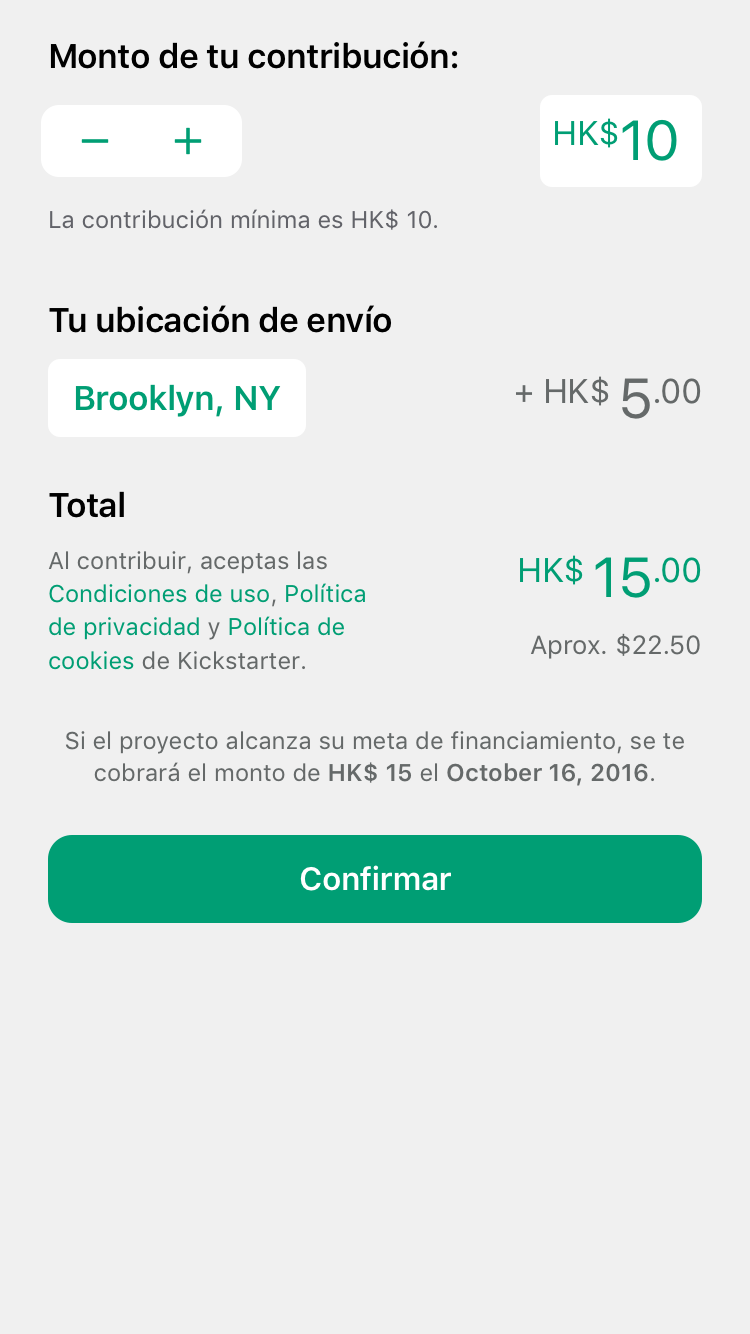 Monto de tu contribución:
− +
HK$10
La contribución mínima es HK$ 10.
Tu ubicación de envío
Brooklyn, NY
+ HK$ 5.00
Total
Al contribuir, aceptas las
Condiciones de uso, Política
de privacidad y Política de
cookies de Kickstarter.
HK$ 15.00
Aprox. $22.50
Si el proyecto alcanza su meta de financiamiento, se te
cobrará el monto de HK$ 15 el October 16, 2016.
Confirmar